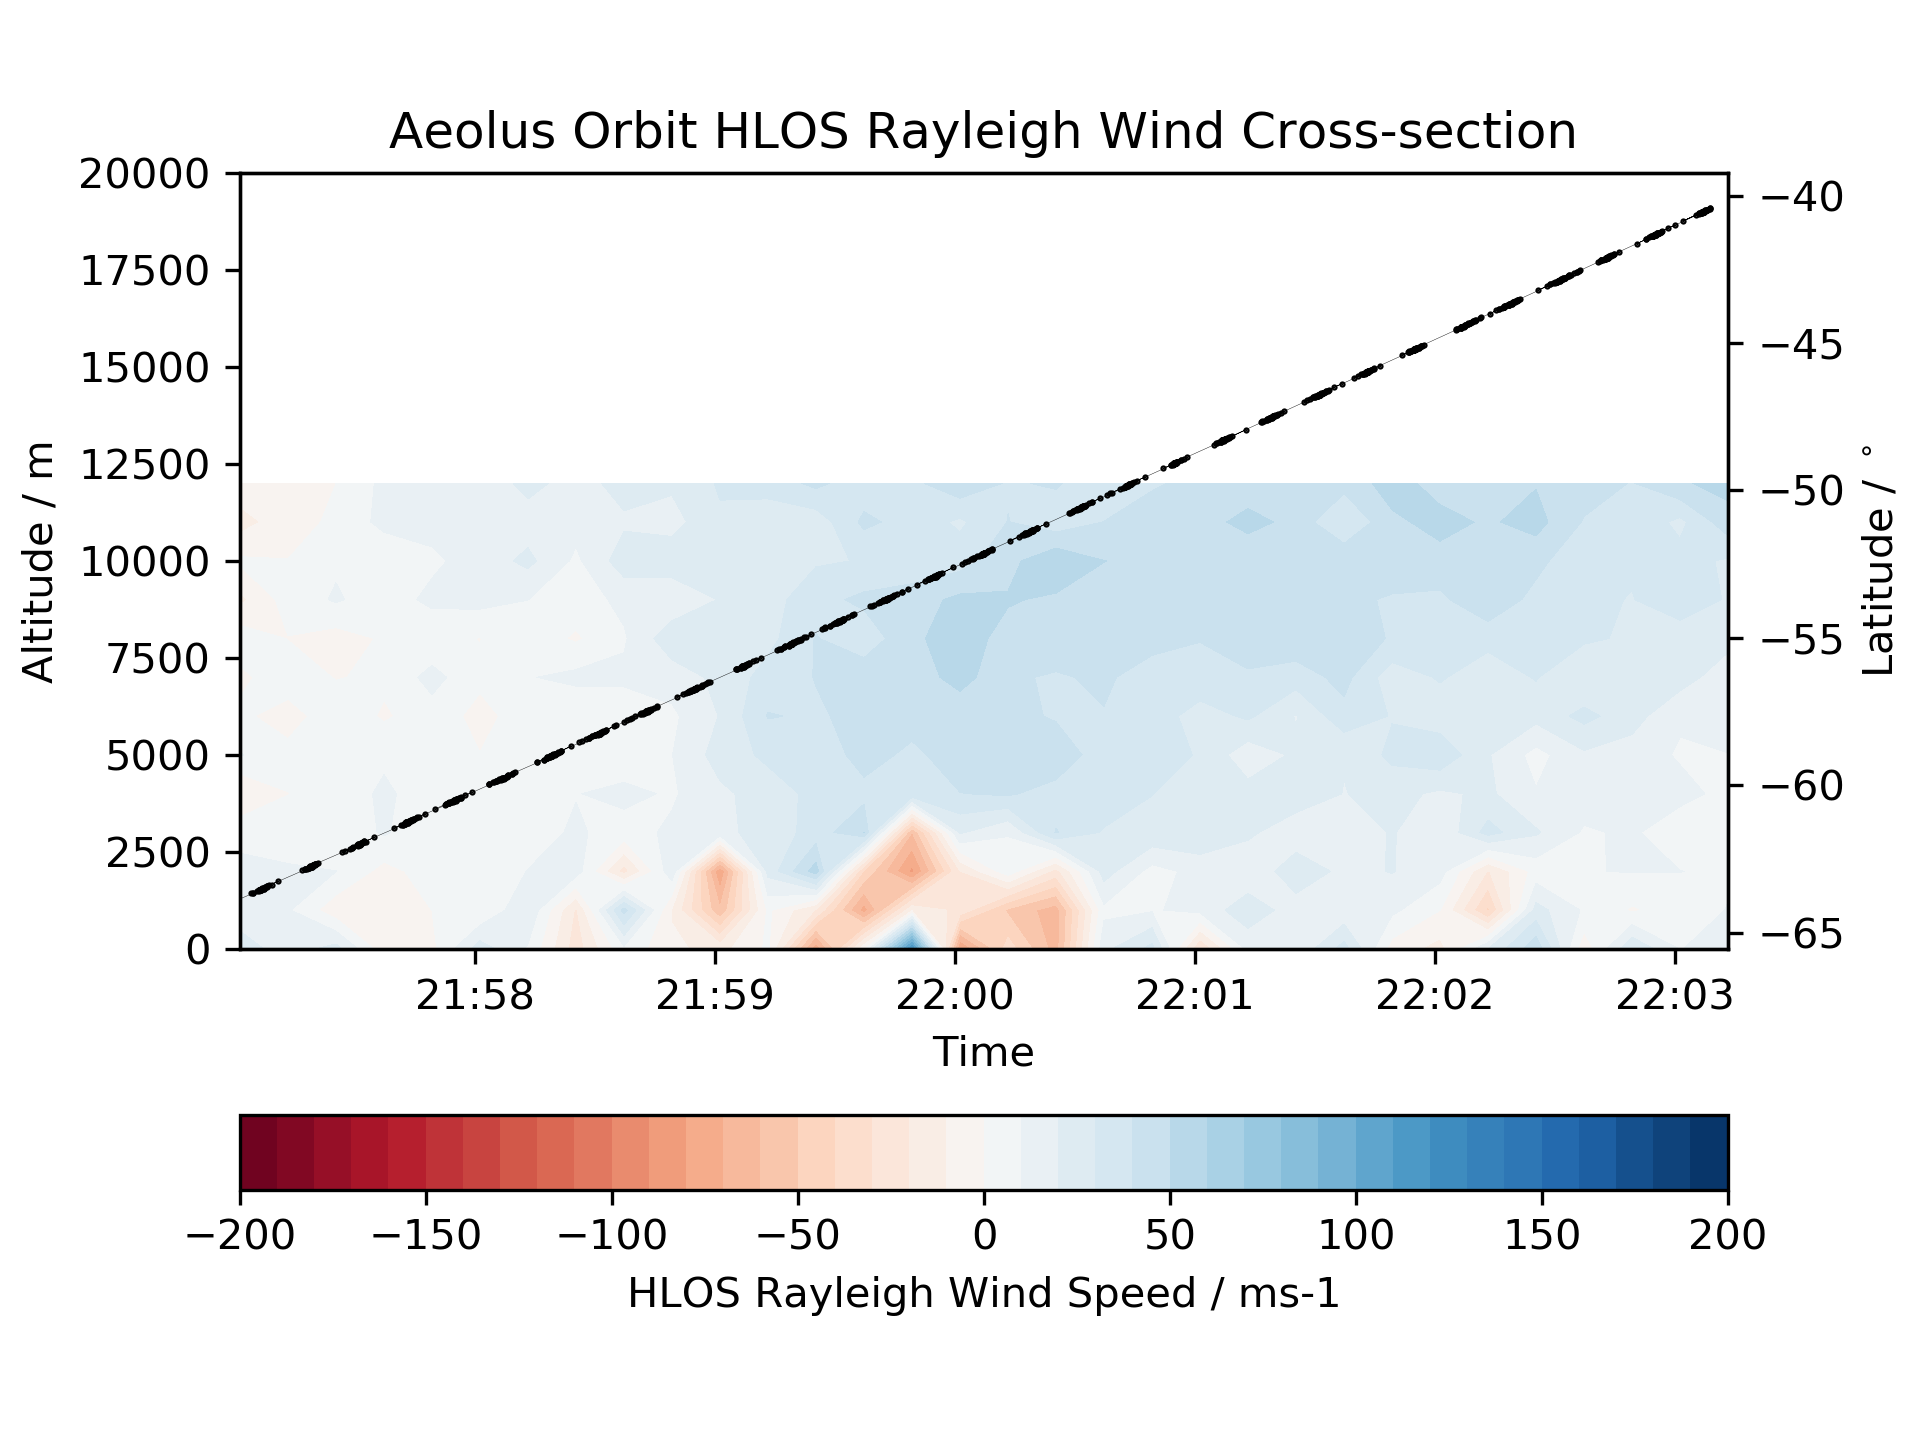 Aeolus Orbit HLOS Rayleigh Wind Cross-section
20000
17500
15000
12500
10000
7500
5000
2500
0
Altitude / m
−40
−45
−50
−55
−60
−65
Latitude / °
21:58 21:59 22:00 22:01 22:02 22:03
Time
−200 −150 −100 −50 0 50 100 150 200
HLOS Rayleigh Wind Speed / ms-1